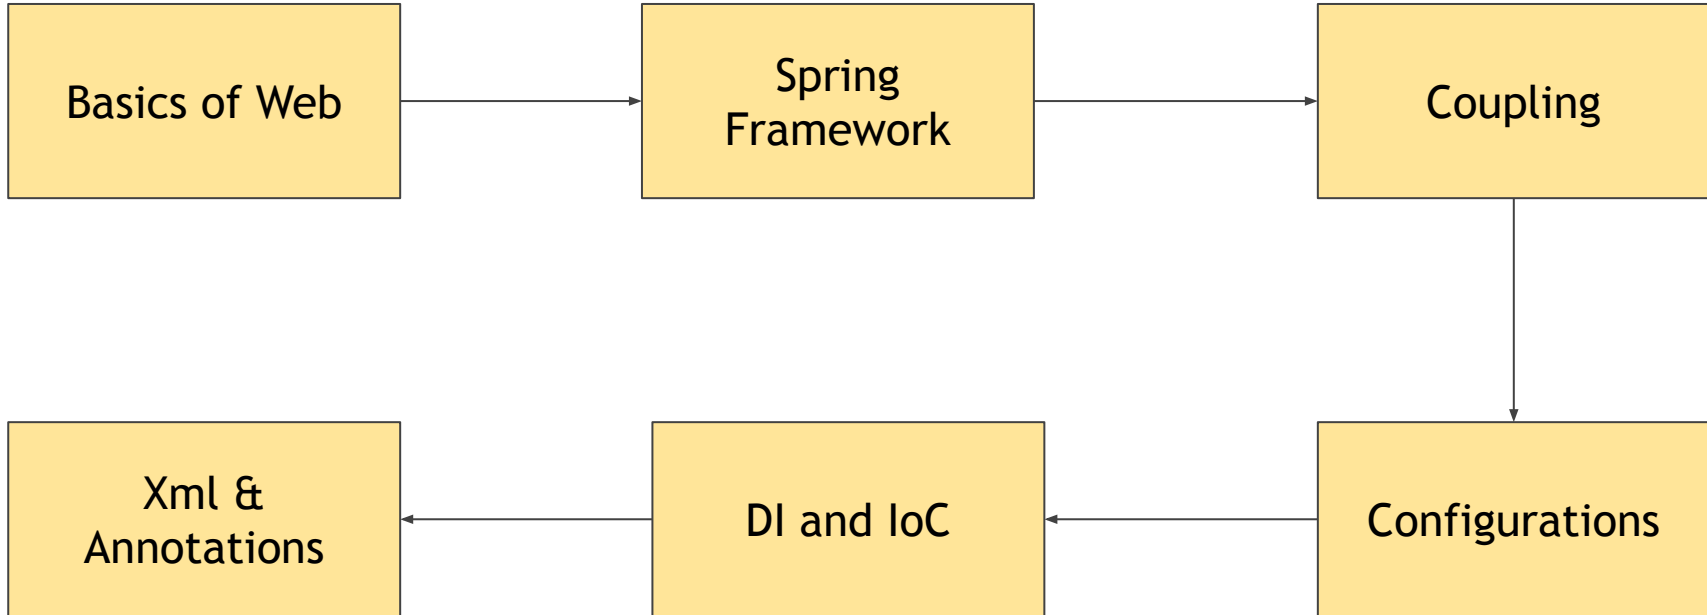 Basics of Web
Spring
Framework
Coupling
Xml &
Annotations
DI and IoC
Configurations